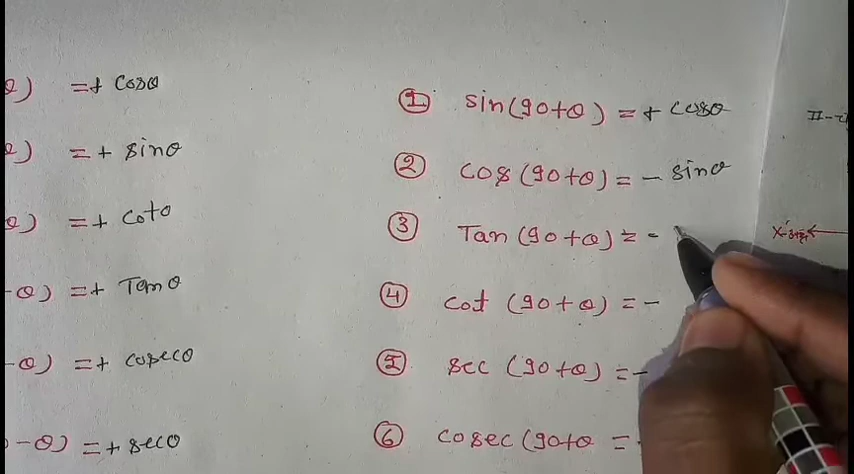 θ) =+ cosθ
θ) =+ sinθ
θ) =+ cotθ
-θ) =+ Tanθ
-θ) =+ cosecθ
-θ) =+ secθ
① sin(90+θ) =+ cosθ
② cos(90+θ) = - sinθ
③ Tan(90+θ) = -
④ cot (90+θ) = -
⑤ sec (90+θ) = -
⑥ cosec (90+θ =